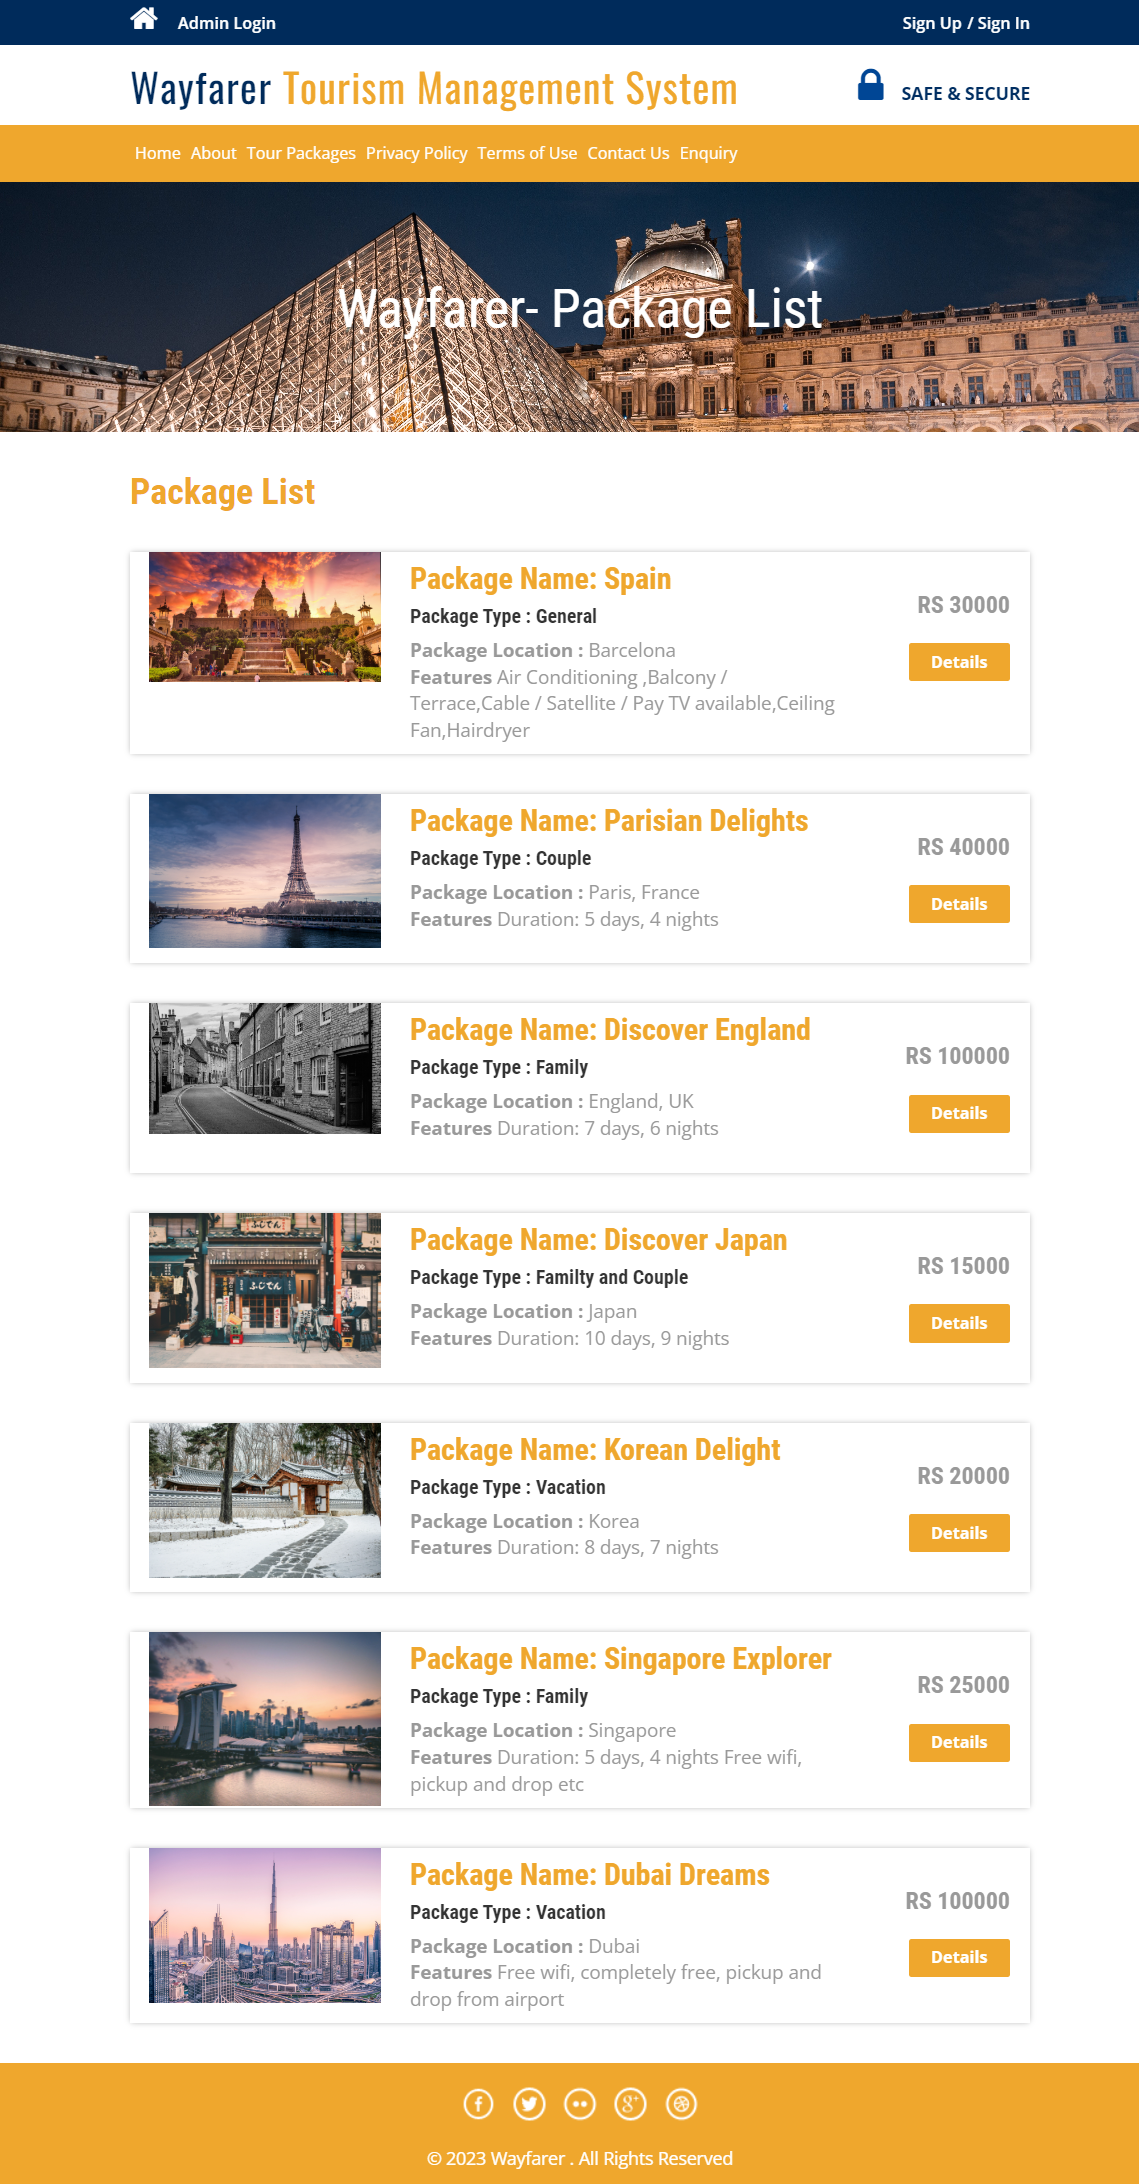 Admin Login
Sign Up / Sign In
Wayfarer Tourism Management System
SAFE & SECURE
Home About Tour Packages Privacy Policy Terms of Use Contact Us Enquiry
Wayfarer- Package List
Package List
Package Name: Spain
Package Type : General
Package Location : Barcelona
Features Air Conditioning ,Balcony /
Terrace,Cable / Satellite / Pay TV available,Ceiling
Fan,Hairdryer
RS 30000
Details
Package Name: Parisian Delights
Package Type : Couple
Package Location : Paris, France
Features Duration: 5 days, 4 nights
RS 40000
Details
Package Name: Discover England
Package Type : Family
Package Location : England, UK
Features Duration: 7 days, 6 nights
RS 100000
Details
ふじてん
ふじてん
Package Name: Discover Japan
Package Type : Familty and Couple
Package Location : Japan
Features Duration: 10 days, 9 nights
RS 15000
Details
Package Name: Korean Delight
Package Type : Vacation
Package Location : Korea
Features Duration: 8 days, 7 nights
RS 20000
Details
Package Name: Singapore Explorer
Package Type : Family
Package Location : Singapore
Features Duration: 5 days, 4 nights Free wifi,
pickup and drop etc
RS 25000
Details
Package Name: Dubai Dreams
Package Type : Vacation
Package Location : Dubai
Features Free wifi, completely free, pickup and
drop from airport
RS 100000
Details
© 2023 Wayfarer . All Rights Reserved